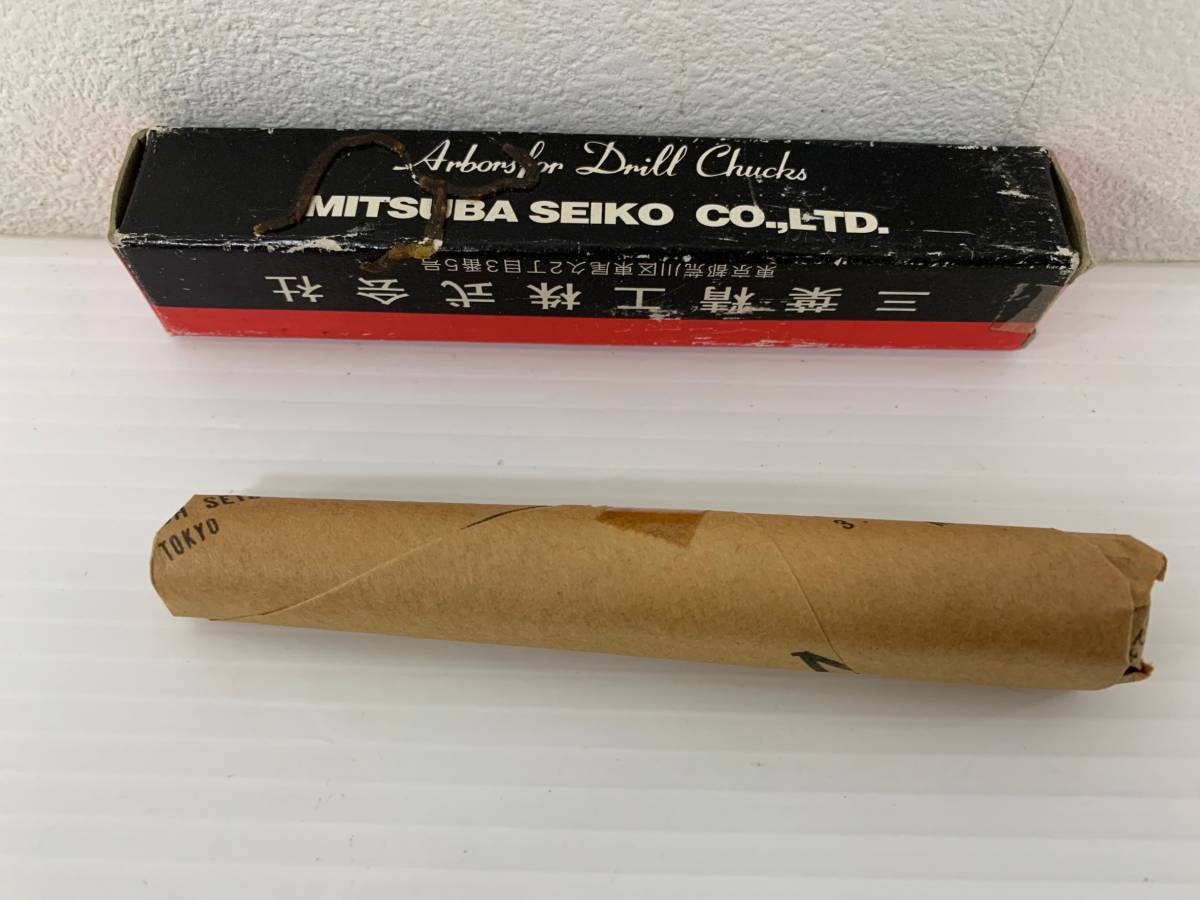 Arbors for Drill Chucks
MITSUBA SEIKO CO.,LTD.
三葉精工株式会社
東京都荒川区東尾久2丁目3番5号
TOKYO
3